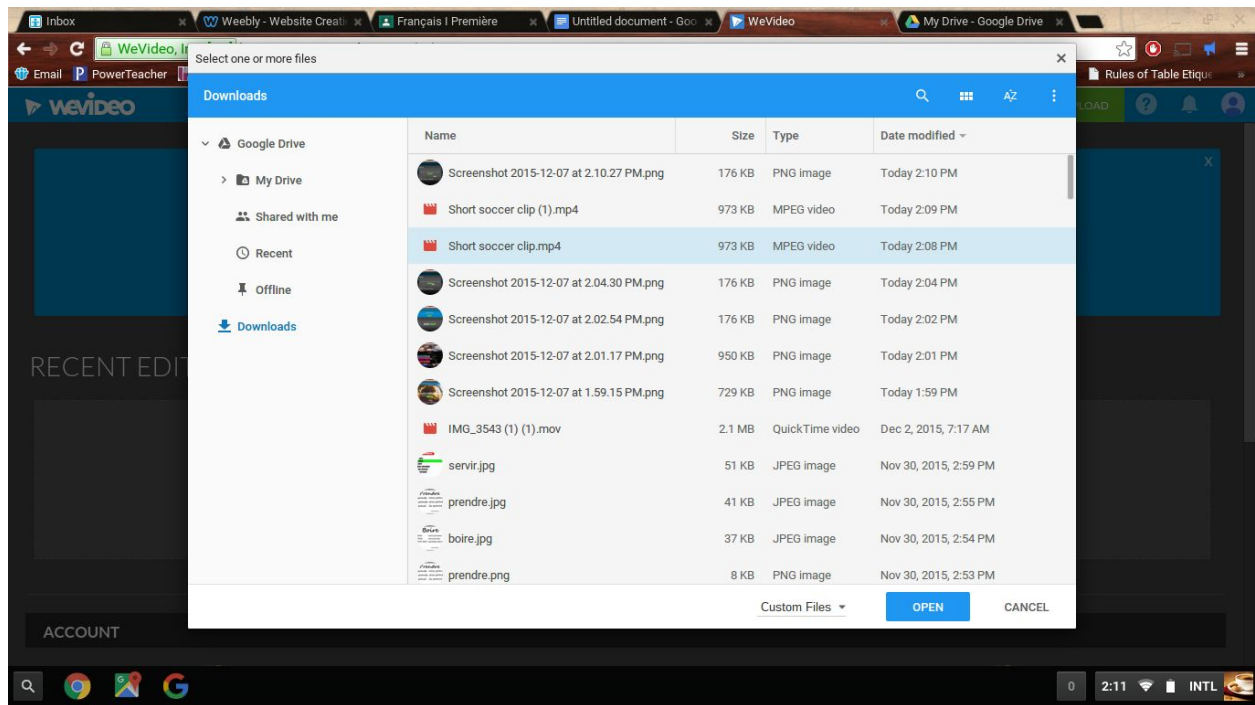 Inbox
Weebly - Website Creati
Français I Première
Untitled document - Goo
WeVideo
My Drive - Google Drive
WeVideo, I
Select one or more files
Email PowerTeacher
Rules of Table Etique
Downloads
AZ
WEVIDEO
LOAD
Google Drive
My Drive
Shared with me
Recent
Offline
Downloads
Name Size Type Date modified
Screenshot 2015-12-07 at 2.10.27 PM.png 176 KB PNG image Today 2:10 PM
Short soccer clip (1).mp4 973 KB MPEG video Today 2:09 PM
Short soccer clip.mp4 973 KB MPEG video Today 2:08 PM
Screenshot 2015-12-07 at 2.04.30 PM.png 176 KB PNG image Today 2:04 PM
Screenshot 2015-12-07 at 2.02.54 PM.png 176 KB PNG image Today 2:02 PM
Screenshot 2015-12-07 at 2.01.17 PM.png 950 KB PNG image Today 2:01 PM
Screenshot 2015-12-07 at 1.59.15 PM.png 729 KB PNG image Today 1:59 PM
IMG_3543 (1) (1).mov 2.1 MB QuickTime video Dec 2, 2015, 7:17 AM
servir.jpg 51 KB JPEG image Nov 30, 2015, 2:59 PM
prendre.jpg 41 KB JPEG image Nov 30, 2015, 2:55 PM
boire.jpg 37 KB JPEG image Nov 30, 2015, 2:54 PM
prendre.png 8 KB PNG image Nov 30, 2015, 2:53 PM
RECENT EDIT
X
Custom Files OPEN CANCEL
ACCOUNT
0 2:11 INTL